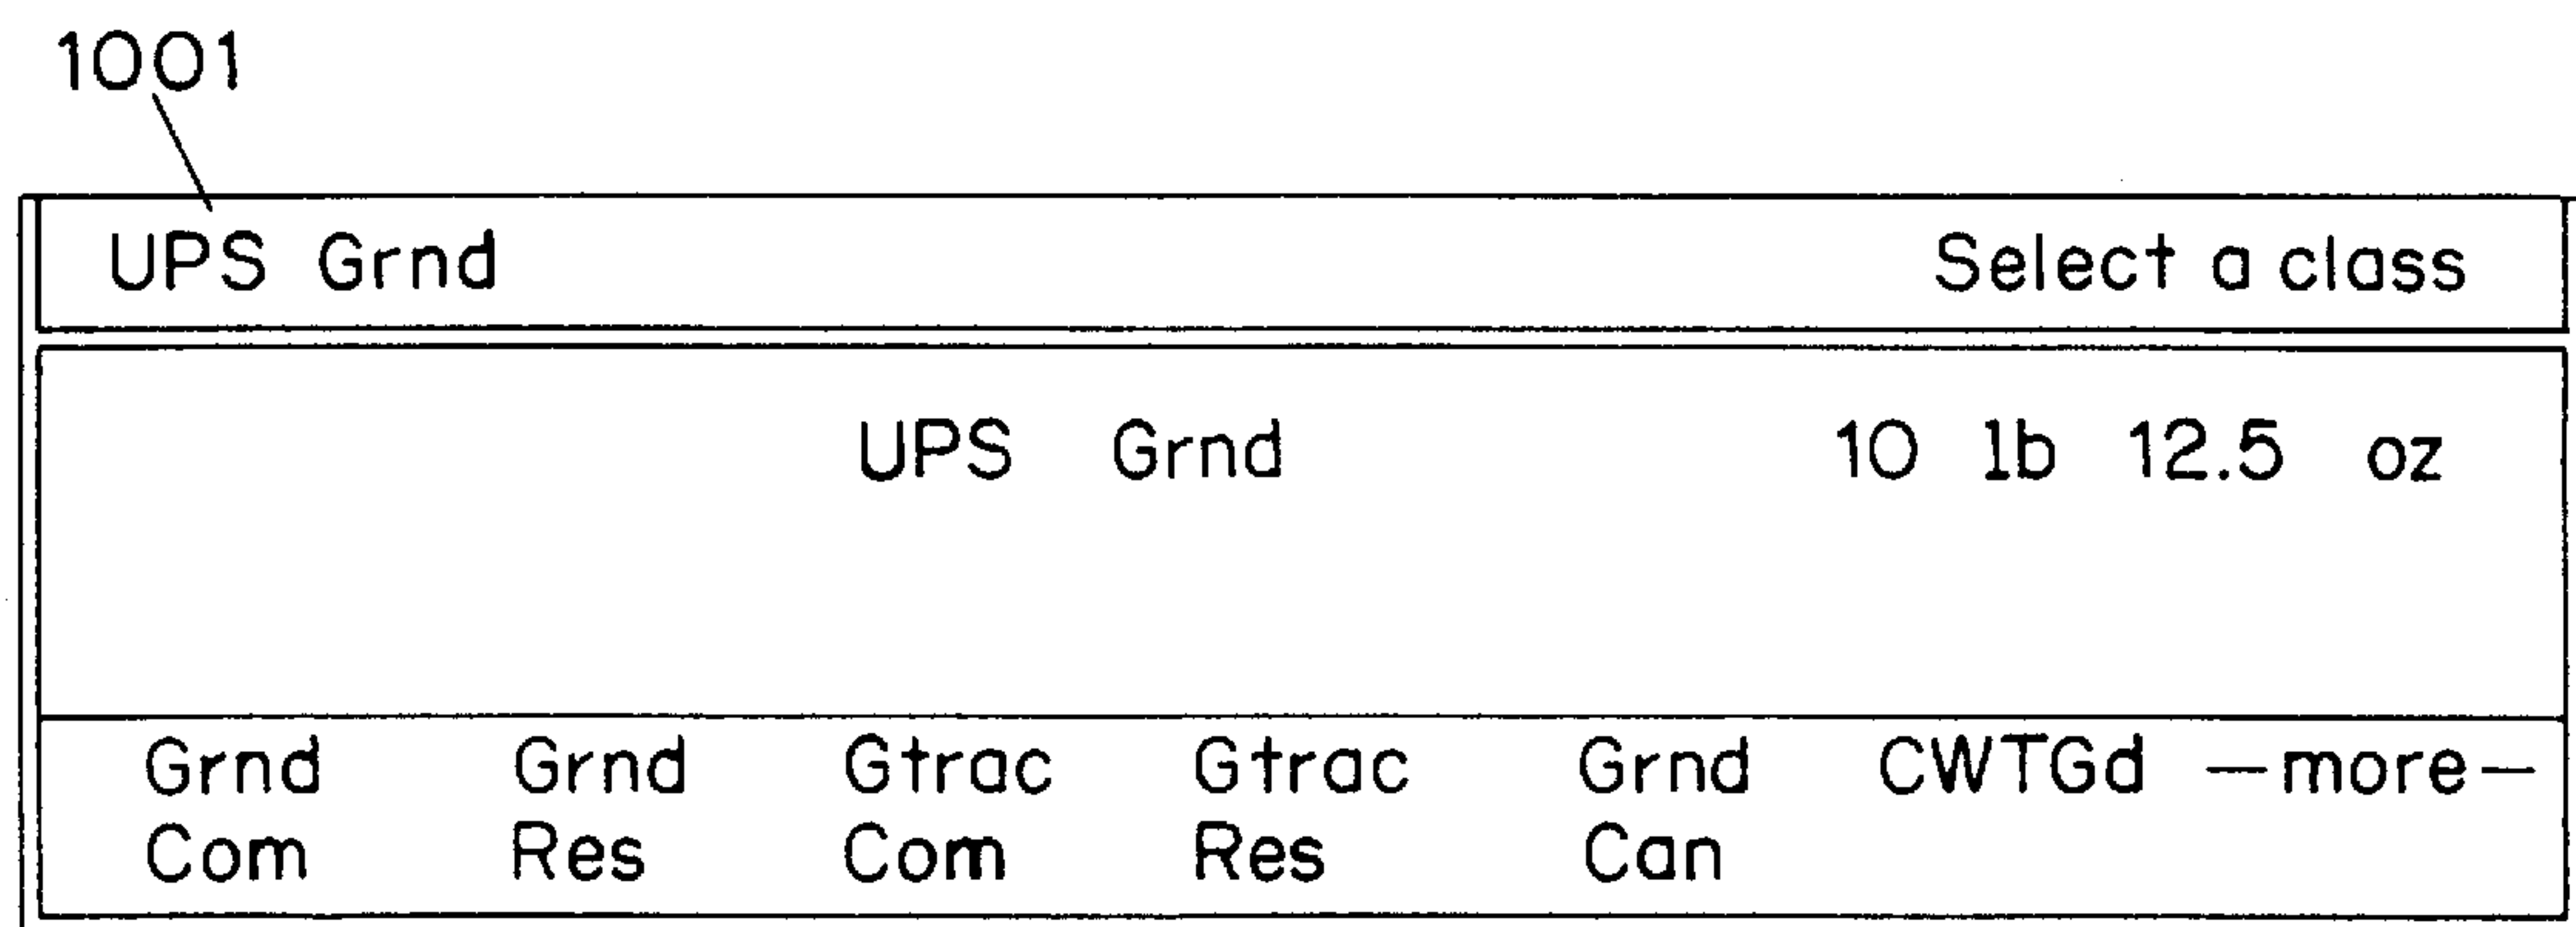 1001
UPS Grnd Select a class
UPS Grnd 10 lb 12.5 oz
Grnd Grnd Gtrac Gtrac Grnd CWTGd —more—
Com Res Com Res Can